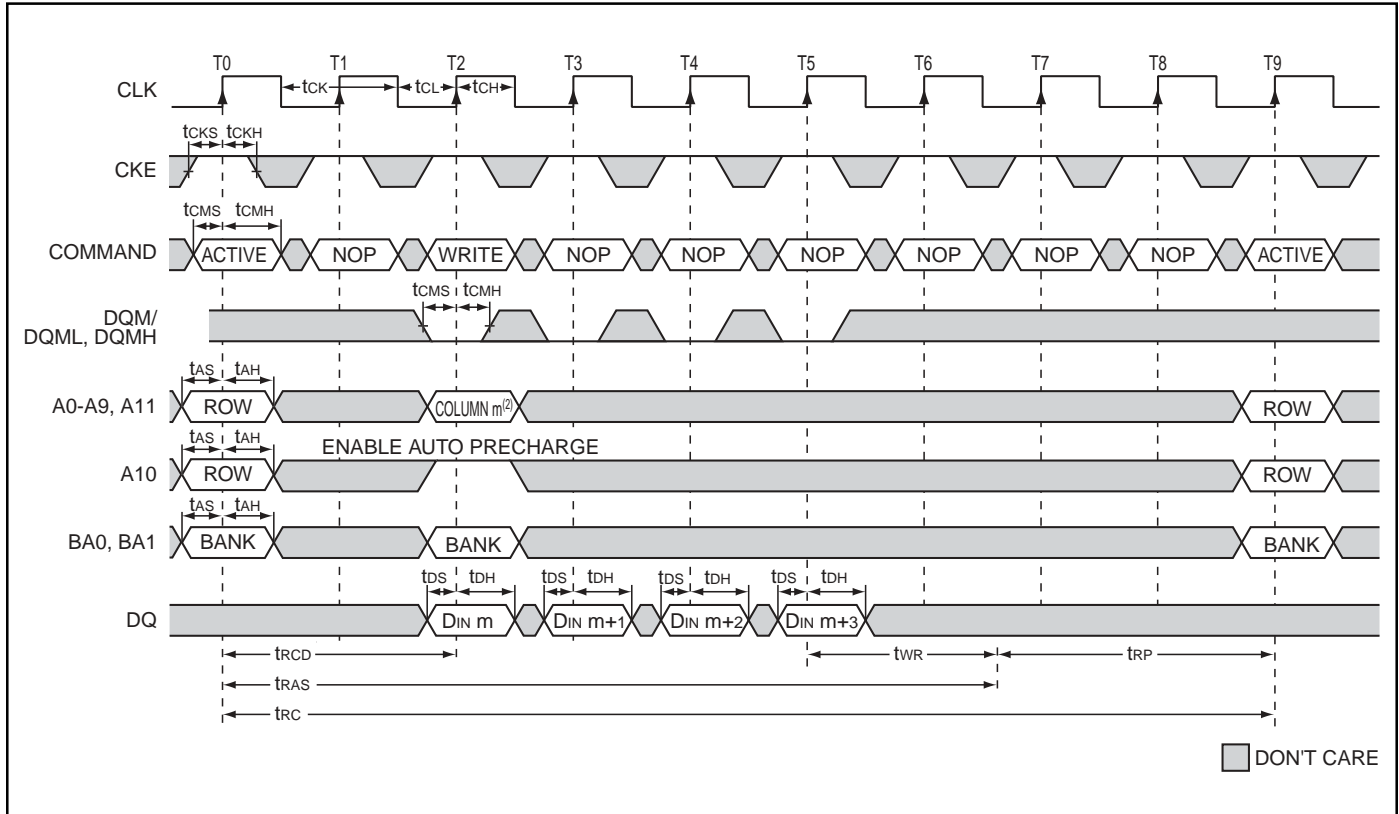 T0 T1 T2 T3 T4 T5 T6 T7 T8 T9
CLK tCK tCL tCH
tCKS tCKH
CKE
tCMS tCMH
COMMAND ACTIVE NOP WRITE NOP NOP NOP NOP NOP NOP ACTIVE
tCMS tCMH
DQM/
DQML, DQMH
tAS tAH
A0-A9, A11 ROW COLUMN m(2) ROW
tAS tAH ENABLE AUTO PRECHARGE
A10 ROW ROW
tAS tAH
BA0, BA1 BANK BANK BANK
tDS tDH tDS tDH tDS tDH tDS tDH
DQ DIN m DIN m+1 DIN m+2 DIN m+3
tRCD tWR tRP
tRAS
tRC
DON'T CARE